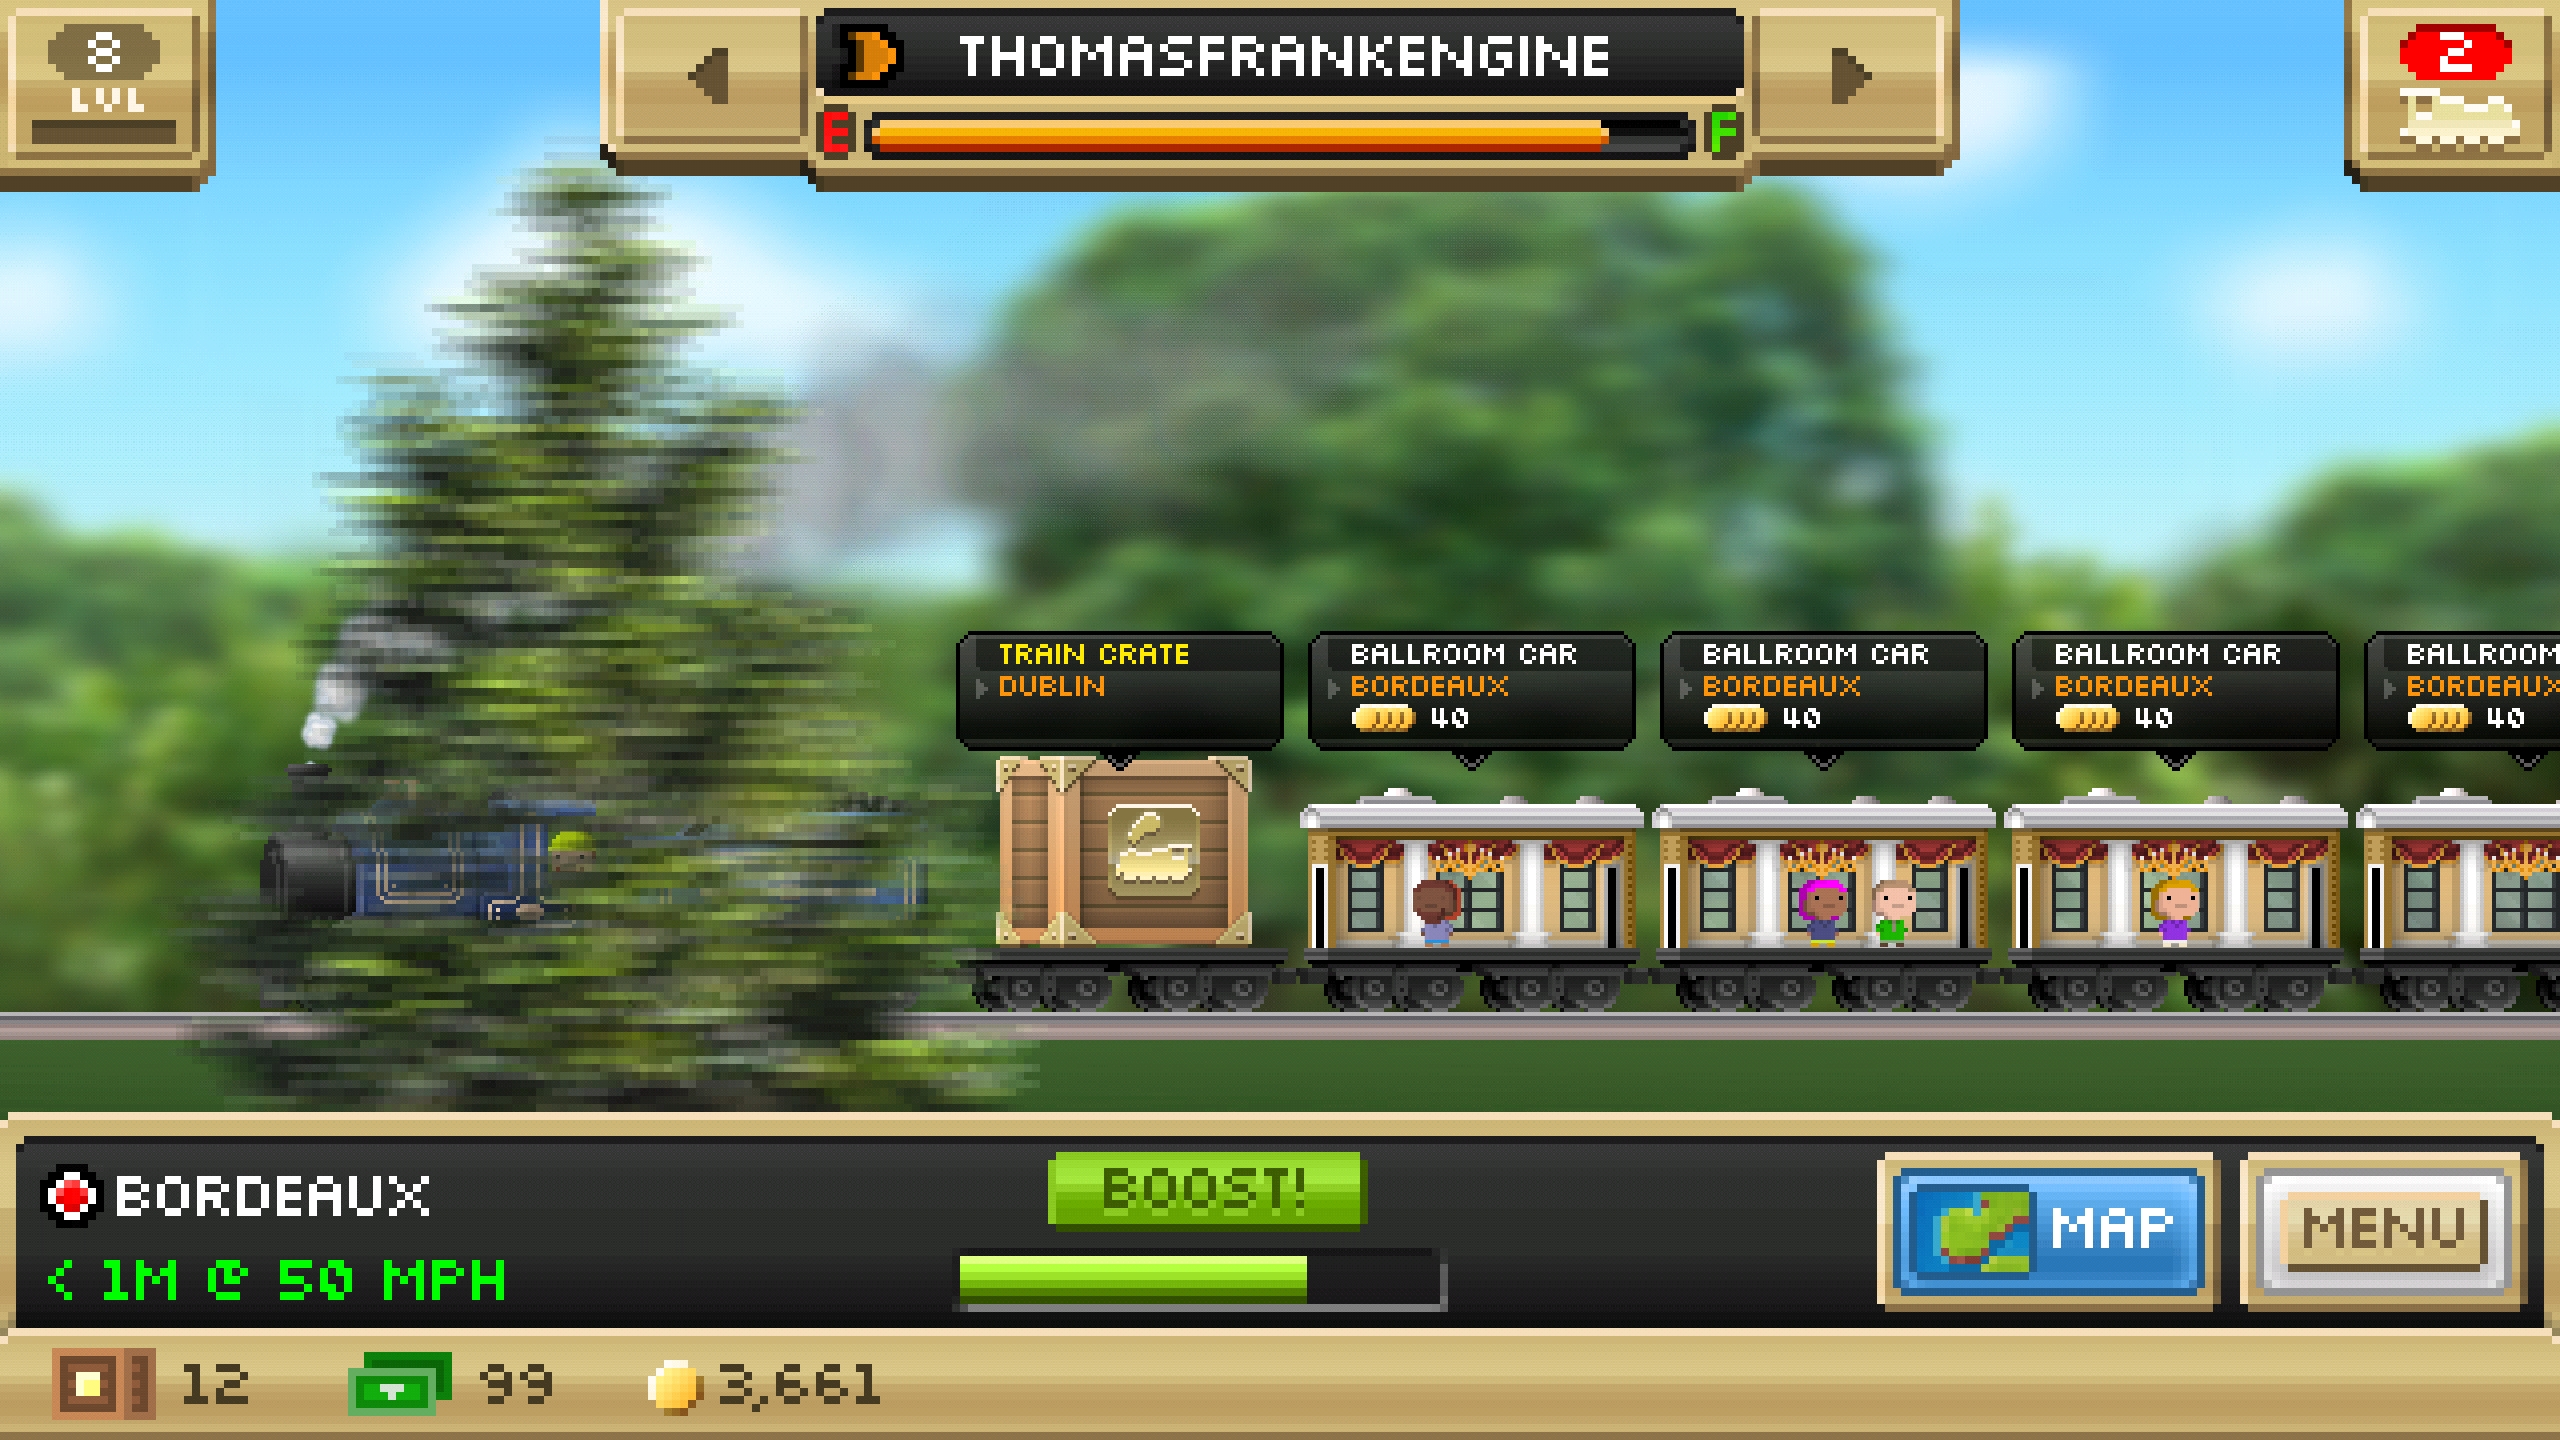 8
LVL
THOMASFRANKENGINE
E
F
2
TRAIN CRATE
DUBLIN
BALLROOM CAR
BORDEAUX
40
BALLROOM CAR
BORDEAUX
40
BALLROOM CAR
BORDEAUX
40
BALLROOM
BORDEAUX
40
BORDEAUX
< 1M @ 50 MPH
BOOST!
MAP
MENU
12
99
3,661